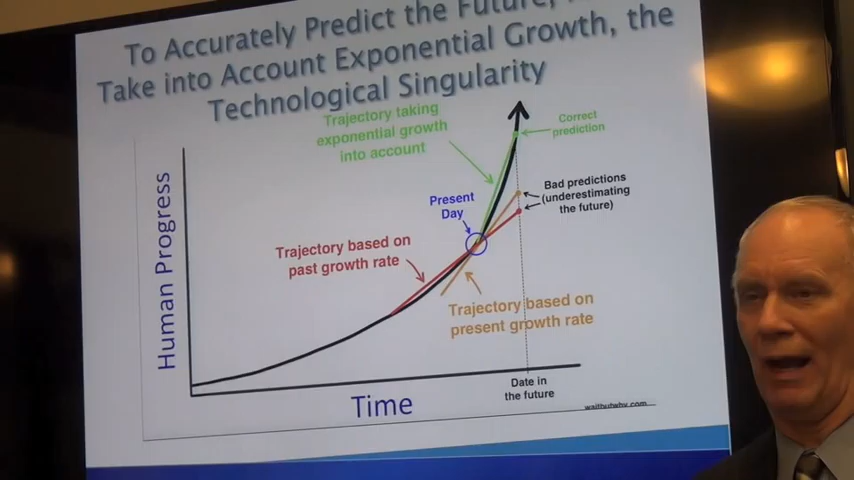 To Accurately Predict the Future,
Take into Account Exponential Growth, the
Technological Singularity
Trajectory taking
exponential growth
into account
Correct
prediction
Present
Day
Bad predictions
(underestimating
the future)
Trajectory based on
past growth rate
Trajectory based on
present growth rate
Human Progress
Time
Date in
the future
waitbutwhy.com